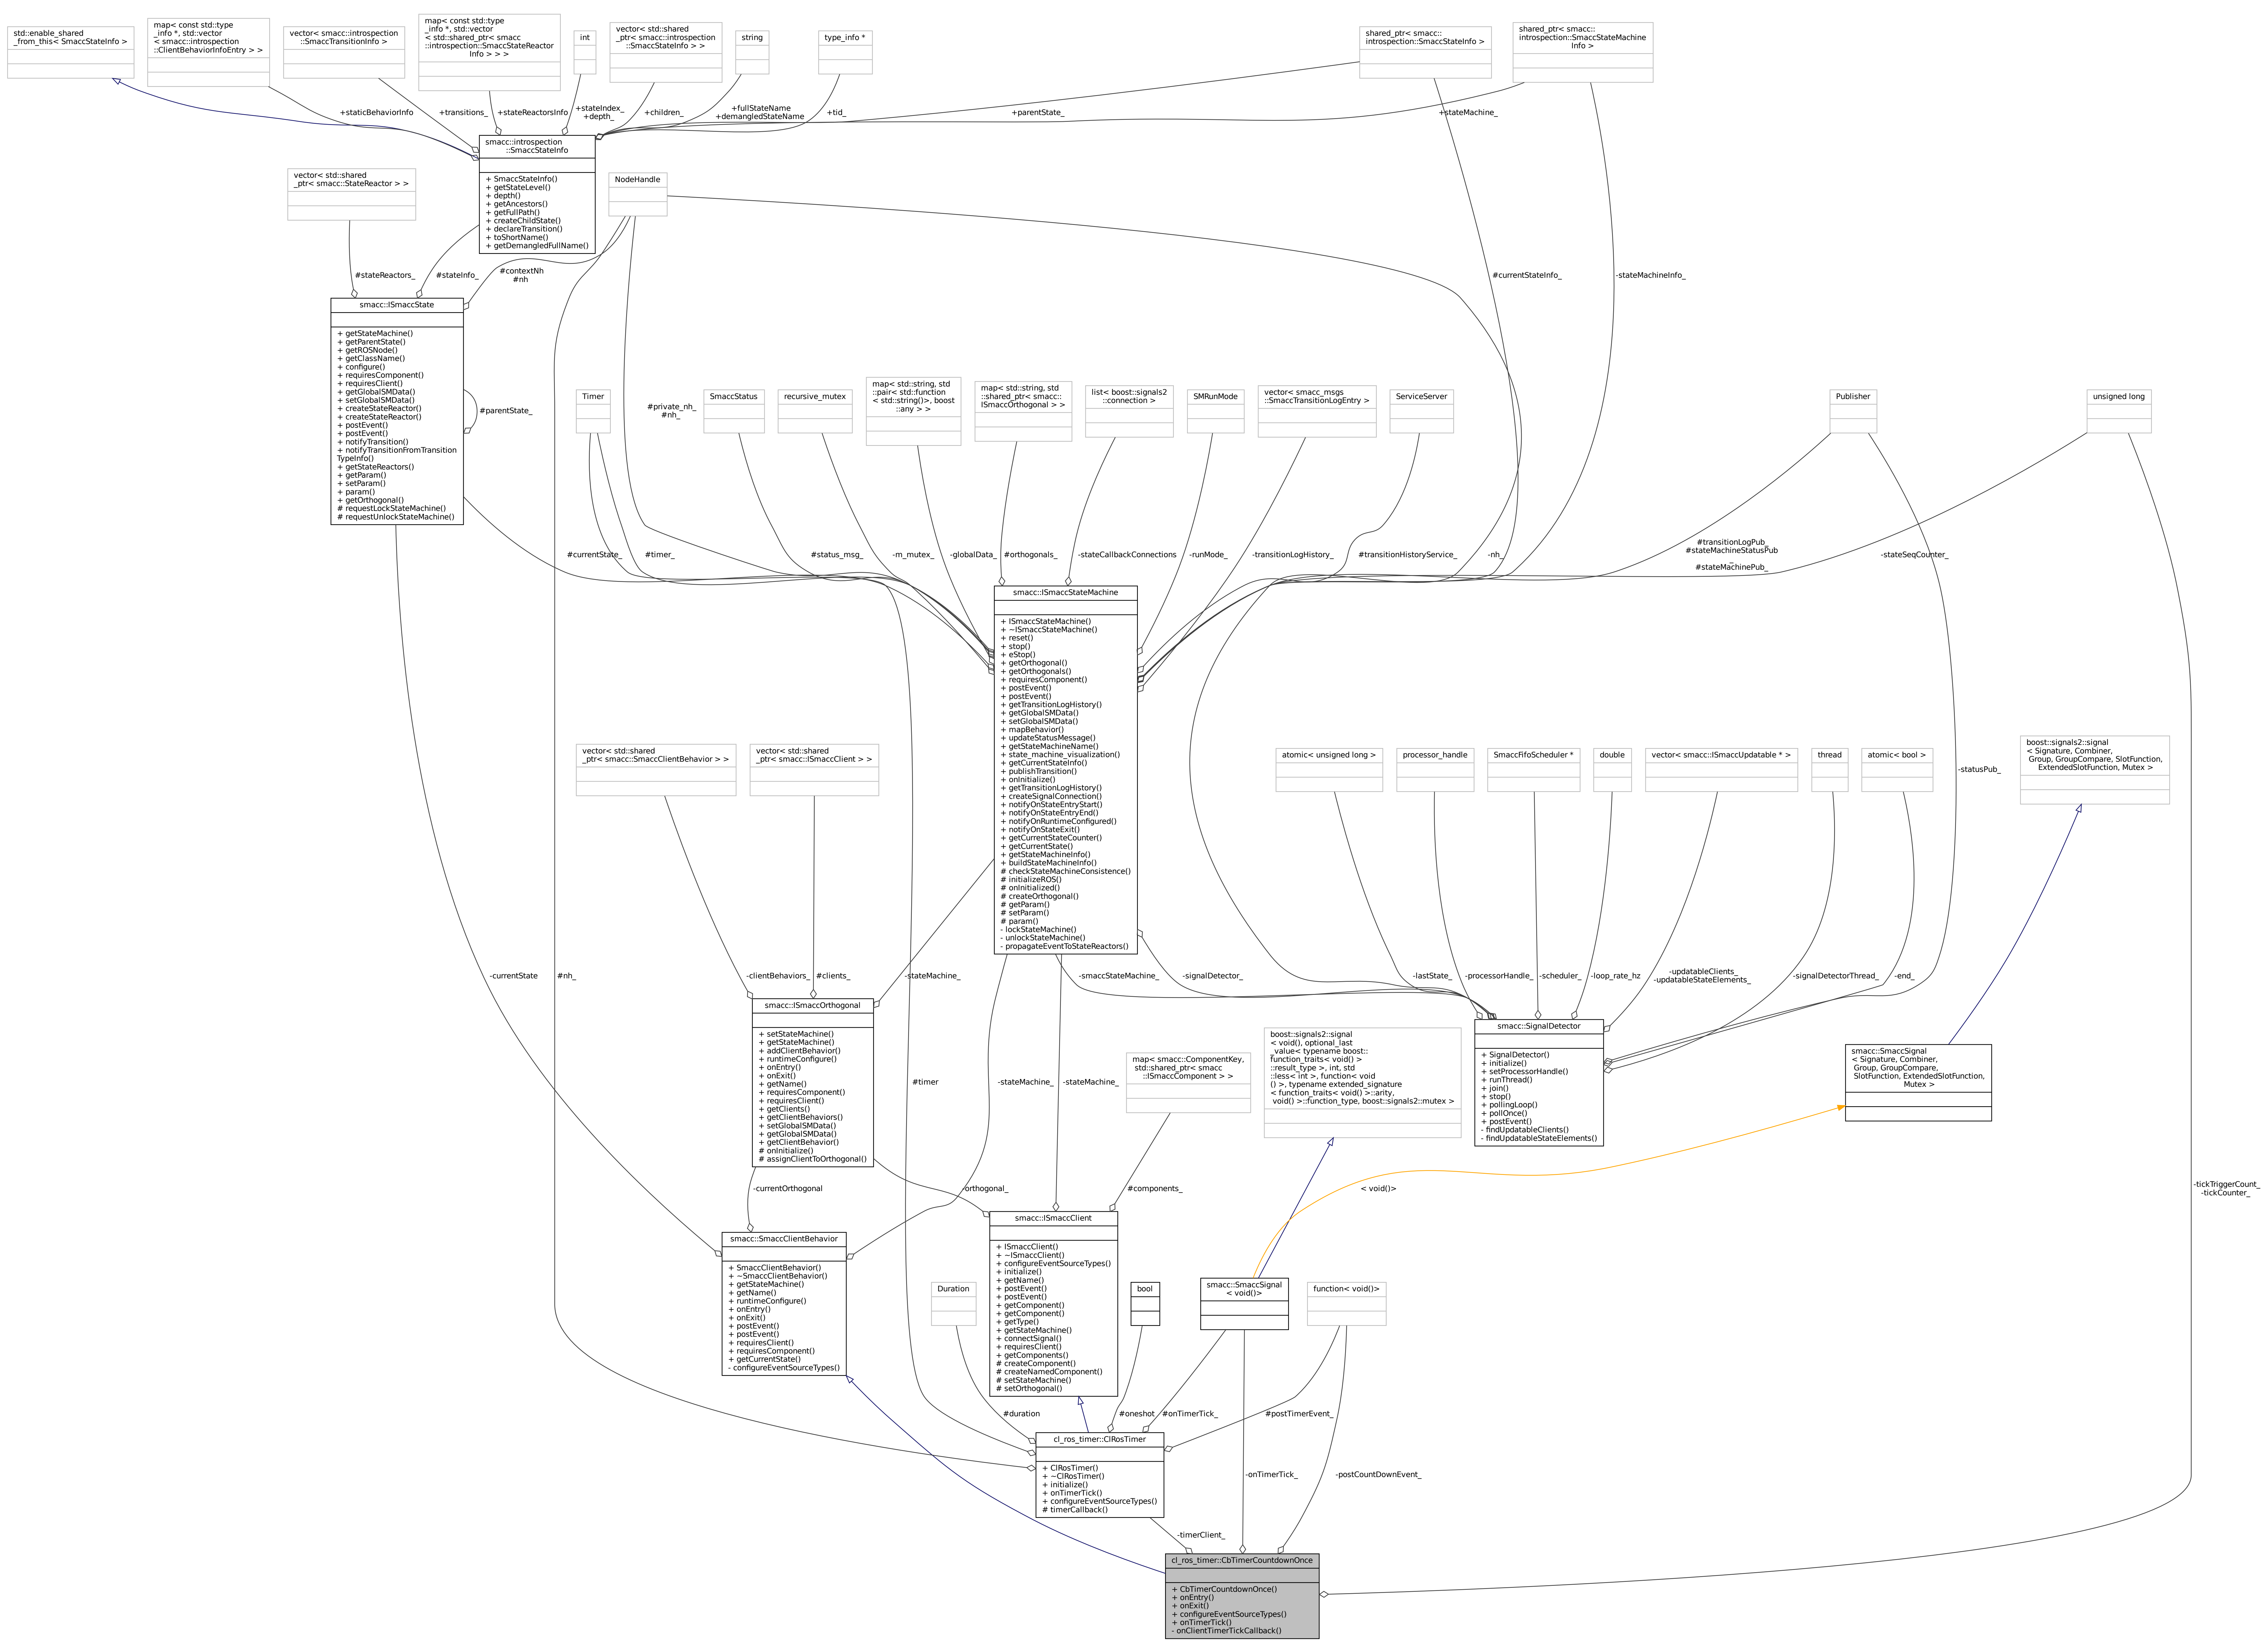 std::enable_shared
_from_this< SmaccStateInfo >
map< const std::type
_info *, std::vector
< smacc::introspection
::ClientBehaviorInfoEntry > >
vector< smacc::introspection
::SmaccTransitionInfo >
map< const std::type
_info *, std::vector
< std::shared_ptr< smacc
::introspection::SmaccStateReactor
Info > > >
int
vector< std::shared
_ptr< smacc::introspection
::SmaccStateInfo > >
string
type_info *
shared_ptr< smacc::
introspection::SmaccStateInfo >
shared_ptr< smacc::
introspection::SmaccStateMachine
Info >
+staticBehaviorInfo
+transitions_
+stateReactorsInfo
+stateIndex_
+depth_
+children_
+fullStateName
+demangledStateName
+tid_
+parentState_
+stateMachine_
smacc::introspection
::SmaccStateInfo
+ SmaccStateInfo()
+ getStateLevel()
+ depth()
+ getAncestors()
+ getFullPath()
+ createChildState()
+ declareTransition()
+ toShortName()
+ getDemangledFullName()
vector< std::shared
_ptr< smacc::StateReactor > >
NodeHandle
#stateReactors_
#stateInfo_
#contextNh
#nh
#currentStateInfo_
-stateMachineInfo_
smacc::ISmaccState
+ getStateMachine()
+ getParentState()
+ getROSNode()
+ getClassName()
+ configure()
+ requiresComponent()
+ requiresClient()
+ getGlobalSMData()
+ setGlobalSMData()
+ createStateReactor()
+ createStateReactor()
+ postEvent()
+ postEvent()
+ notifyTransition()
+ notifyTransitionFromTransition
TypeInfo()
+ getStateReactors()
+ getParam()
+ setParam()
+ param()
+ getOrthogonal()
# requestLockStateMachine()
# requestUnlockStateMachine()
#parentState_
Timer
#private_nh_
#nh_
SmaccStatus
recursive_mutex
map< std::string, std
::pair< std::function
< std::string()>, boost
::any > >
map< std::string, std
::shared_ptr< smacc::
ISmaccOrthogonal > >
list< boost::signals2
::connection >
SMRunMode
vector< smacc_msgs
::SmaccTransitionLogEntry >
ServiceServer
Publisher
unsigned long
#currentState_
#timer_
#status_msg_
-m_mutex_
-globalData_
#orthogonals_
-stateCallbackConnections
-runMode_
-transitionLogHistory_
#transitionHistoryService_
-nh_
#transitionLogPub_
#stateMachineStatusPub
_
#stateMachinePub_
-stateSeqCounter_
smacc::ISmaccStateMachine
+ ISmaccStateMachine()
+ ~ISmaccStateMachine()
+ reset()
+ stop()
+ eStop()
+ getOrthogonal()
+ getOrthogonals()
+ requiresComponent()
+ postEvent()
+ postEvent()
+ getTransitionLogHistory()
+ getGlobalSMData()
+ setGlobalSMData()
+ mapBehavior()
+ updateStatusMessage()
+ getStateMachineName()
+ state_machine_visualization()
+ getCurrentStateInfo()
+ publishTransition()
+ onInitialize()
+ getTransitionLogHistory()
+ createSignalConnection()
+ notifyOnStateEntryStart()
+ notifyOnStateEntryEnd()
+ notifyOnRuntimeConfigured()
+ notifyOnStateExit()
+ getCurrentStateCounter()
+ getCurrentState()
+ getStateMachineInfo()
+ buildStateMachineInfo()
# checkStateMachineConsistence()
# initializeROS()
# onInitialized()
# createOrthogonal()
# getParam()
# setParam()
# param()
- lockStateMachine()
- unlockStateMachine()
- propagateEventToStateReactors()
vector< std::shared
_ptr< smacc::SmaccClientBehavior > >
vector< std::shared
_ptr< smacc::ISmaccClient > >
atomic< unsigned long >
processor_handle
SmaccFifoScheduler *
double
vector< smacc::ISmaccUpdatable * >
thread
atomic< bool >
-statusPub_
boost::signals2::signal
< Signature, Combiner,
Group, GroupCompare, SlotFunction,
ExtendedSlotFunction, Mutex >
-currentState
#nh_
-clientBehaviors_
#clients_
-stateMachine_
-smaccStateMachine_
-signalDetector_
-lastState_
-processorHandle_
-scheduler_
-loop_rate_hz
-updatableClients_
-updatableStateElements_
-signalDetectorThread_
-end_
smacc::ISmaccOrthogonal
+ setStateMachine()
+ getStateMachine()
+ addClientBehavior()
+ runtimeConfigure()
+ onEntry()
+ onExit()
+ getName()
+ requiresComponent()
+ requiresClient()
+ getClients()
+ getClientBehaviors()
+ setGlobalSMData()
+ getGlobalSMData()
+ getClientBehavior()
# onInitialize()
# assignClientToOrthogonal()
#timer
-stateMachine_
-stateMachine_
map< smacc::ComponentKey,
std::shared_ptr< smacc
::ISmaccComponent > >
boost::signals2::signal
< void(), optional_last
_value< typename boost::
function_traits< void() >
::result_type >, int, std
::less< int >, function< void
() >, typename extended_signature
< function_traits< void() >::arity,
void() >::function_type, boost::signals2::mutex >
smacc::SignalDetector
+ SignalDetector()
+ initialize()
+ setProcessorHandle()
+ runThread()
+ join()
+ stop()
+ pollingLoop()
+ pollOnce()
+ postEvent()
- findUpdatableClients()
- findUpdatableStateElements()
smacc::SmaccSignal
< Signature, Combiner,
Group, GroupCompare,
SlotFunction, ExtendedSlotFunction,
Mutex >
-currentOrthogonal
-orthogonal_
#components_
< void()>
-tickTriggerCount_
-tickCounter_
smacc::SmaccClientBehavior
+ SmaccClientBehavior()
+ ~SmaccClientBehavior()
+ getStateMachine()
+ getName()
+ runtimeConfigure()
+ onEntry()
+ onExit()
+ postEvent()
+ postEvent()
+ requiresClient()
+ requiresComponent()
+ getCurrentState()
- configureEventSourceTypes()
smacc::ISmaccClient
+ ISmaccClient()
+ ~ISmaccClient()
+ configureEventSourceTypes()
+ initialize()
+ getName()
+ postEvent()
+ postEvent()
+ getComponent()
+ getComponent()
+ getType()
+ getStateMachine()
+ connectSignal()
+ requiresClient()
+ getComponents()
# createComponent()
# createNamedComponent()
# setStateMachine()
# setOrthogonal()
Duration
bool
smacc::SmaccSignal
< void()>
function< void()>
#duration
#oneshot
#onTimerTick_
#postTimerEvent_
cl_ros_timer::ClRosTimer
+ ClRosTimer()
+ ~ClRosTimer()
+ initialize()
+ onTimerTick()
+ configureEventSourceTypes()
# timerCallback()
-onTimerTick_
-postCountDownEvent_
-timerClient_
cl_ros_timer::CbTimerCountdownOnce
+ CbTimerCountdownOnce()
+ onEntry()
+ onExit()
+ configureEventSourceTypes()
+ onTimerTick()
- onClientTimerTickCallback()